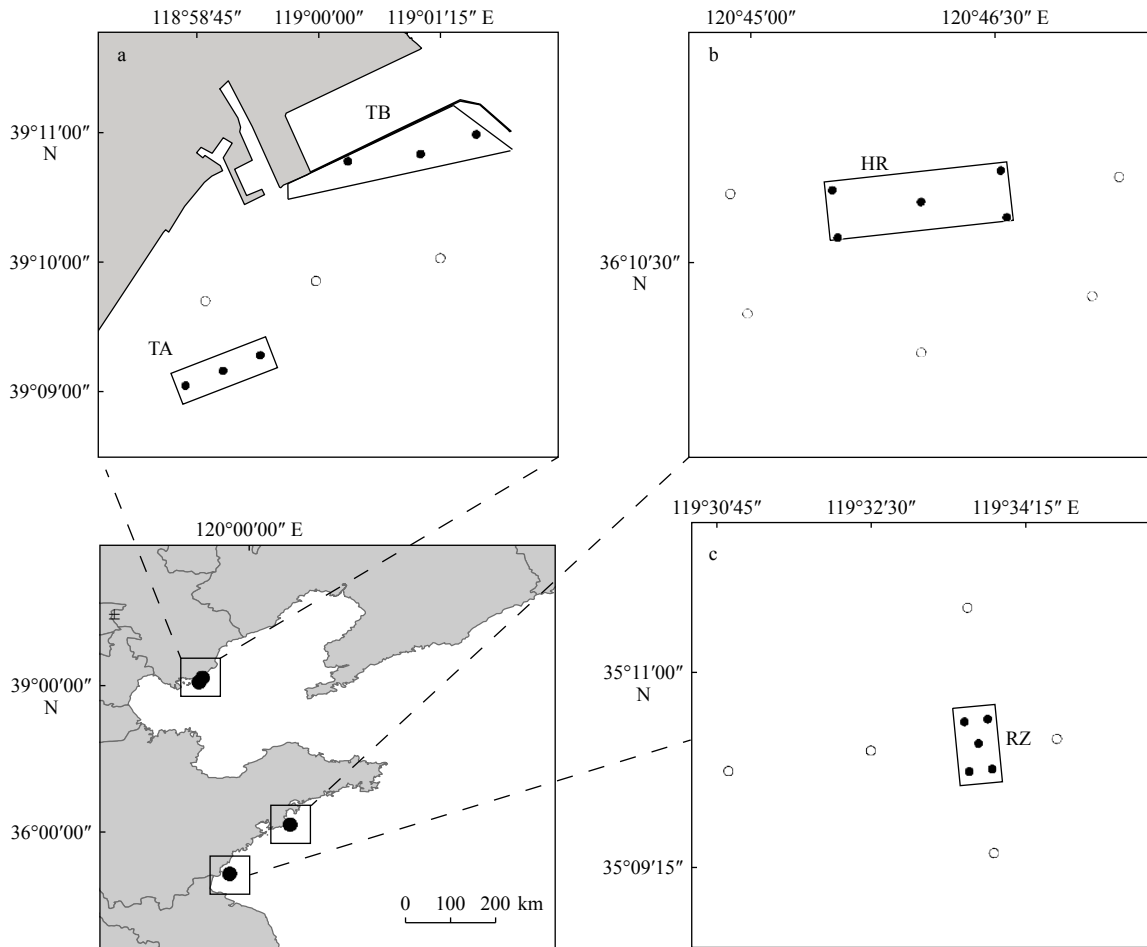 118°58′45″ 119°00′00″ 119°01′15″ E
a
TB
39°11′00″
N
39°10′00″
TA
39°09′00″
120°45′00″ 120°46′30″ E
b
HR
36°10′30″
N
120°00′00″ E
39°00′00″
N
36°00′00″
0 100 200 km
119°30′45″ 119°32′30″ 119°34′15″ E
c
35°11′00″
N
RZ
35°09′15″